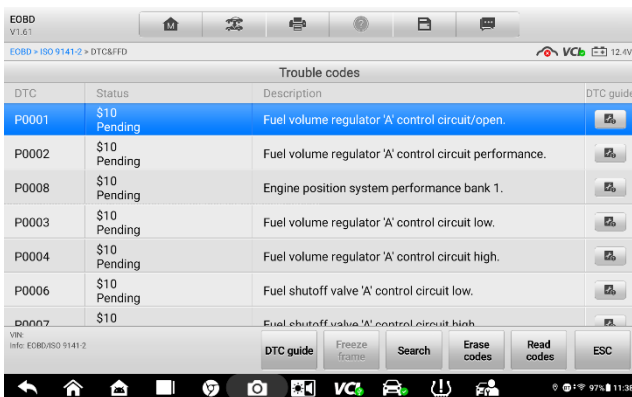 EOBD
V1.61
EOBD > ISO 9141-2 > DTC&FFD
VCI 12.4V
Trouble codes
DTC Status Description DTC guide
P0001 $10 Pending Fuel volume regulator 'A' control circuit/open.
P0002 $10 Pending Fuel volume regulator 'A' control circuit performance.
P0008 $10 Pending Engine position system performance bank 1.
P0003 $10 Pending Fuel volume regulator 'A' control circuit low.
P0004 $10 Pending Fuel volume regulator 'A' control circuit high.
P0006 $10 Pending Fuel shutoff valve 'A' control circuit low.
P0007 $10 Fuel shutoff valve 'A' control circuit high
VIN:
Info: EOBD/ISO 9141-2
DTC guide Freeze frame Search Erase codes Read codes ESC
VCI 97% 11:38